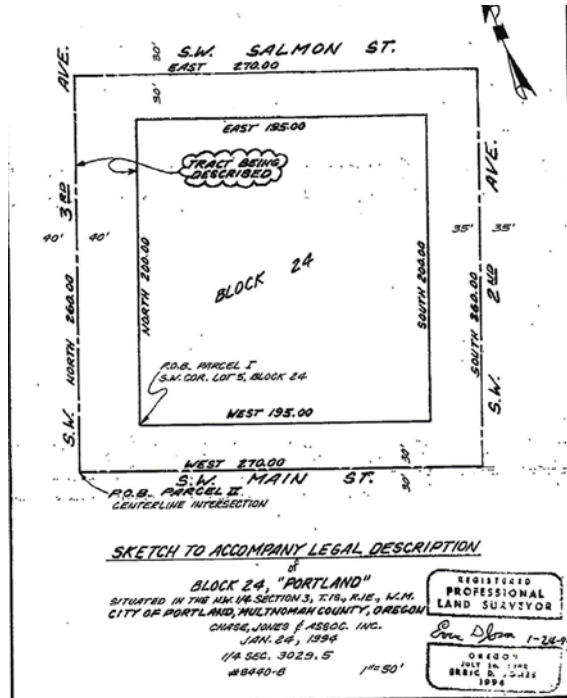 S.W. SALMON ST.
30'
EAST 270.00
30'
EAST 195.00
TRACT BEING
DESCRIBED
S.W. 3RD AVE.
NORTH 260.00
40' 40'
NORTH 200.00
BLOCK 24
SOUTH 200.00
35' 35'
SOUTH 260.00
S.W. 2ND AVE.
P.O.B. PARCEL I
S.W. COR. LOT 5, BLOCK 24
WEST 195.00
30'
WEST 270.00
S.W. MAIN ST.
30'
P.O.B. PARCEL II
CENTERLINE INTERSECTION
SKETCH TO ACCOMPANY LEGAL DESCRIPTION
of
BLOCK 24, "PORTLAND"
SITUATED IN THE N.W. 1/4 SECTION 3, T.1S., R.1E., W.M.
CITY OF PORTLAND, MULTNOMAH COUNTY, OREGON
CHASE, JONES & ASSOC. INC.
JAN. 24, 1994
1/4 SEC. 3029.5
#8440-B 1"=50'
REGISTERED
PROFESSIONAL
LAND SURVEYOR
OREGON